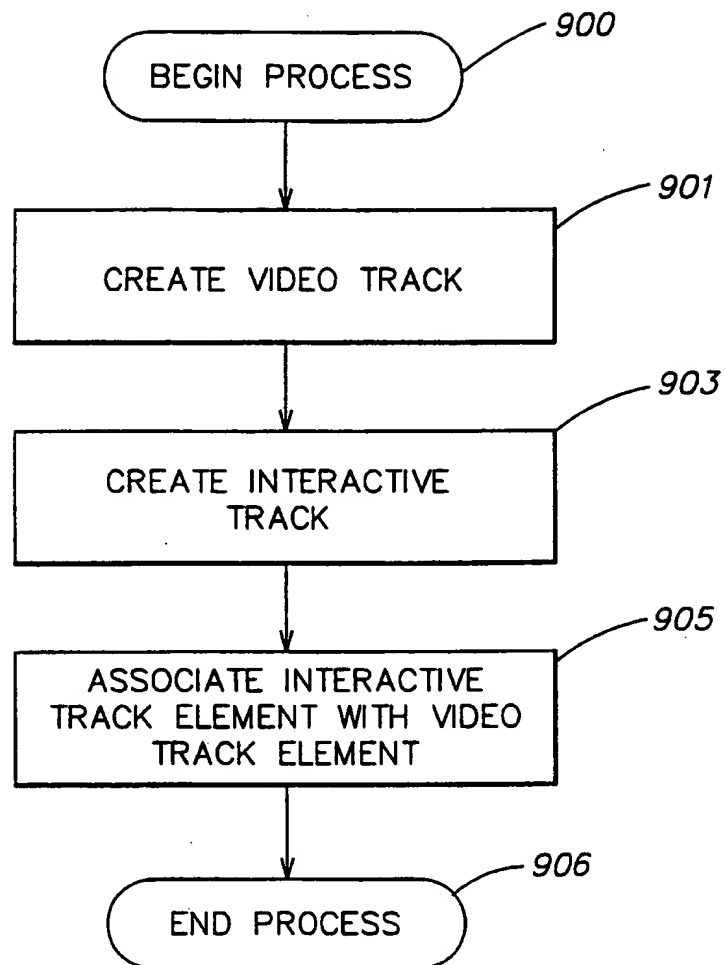 900
BEGIN PROCESS
901
CREATE VIDEO TRACK
903
CREATE INTERACTIVE
TRACK
905
ASSOCIATE INTERACTIVE
TRACK ELEMENT WITH VIDEO
TRACK ELEMENT
906
END PROCESS